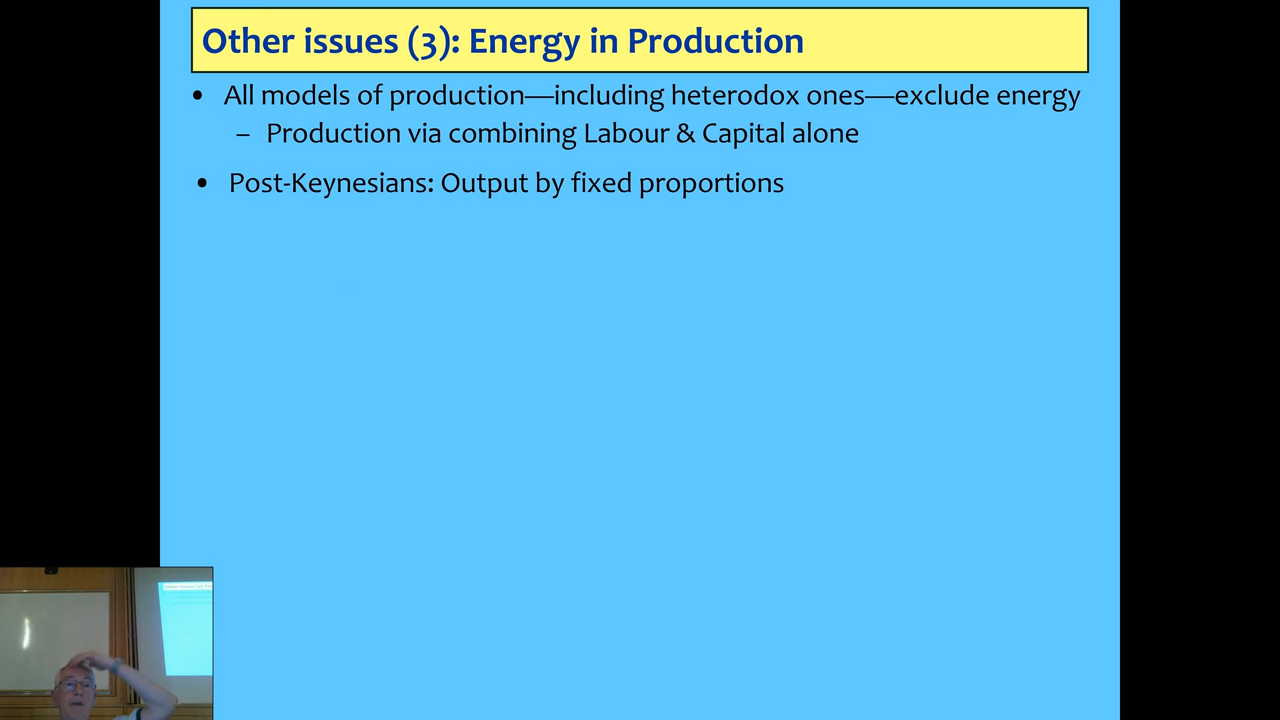 Other issues (3): Energy in Production
• All models of production—including heterodox ones—exclude energy
– Production via combining Labour & Capital alone
• Post-Keynesians: Output by fixed proportions